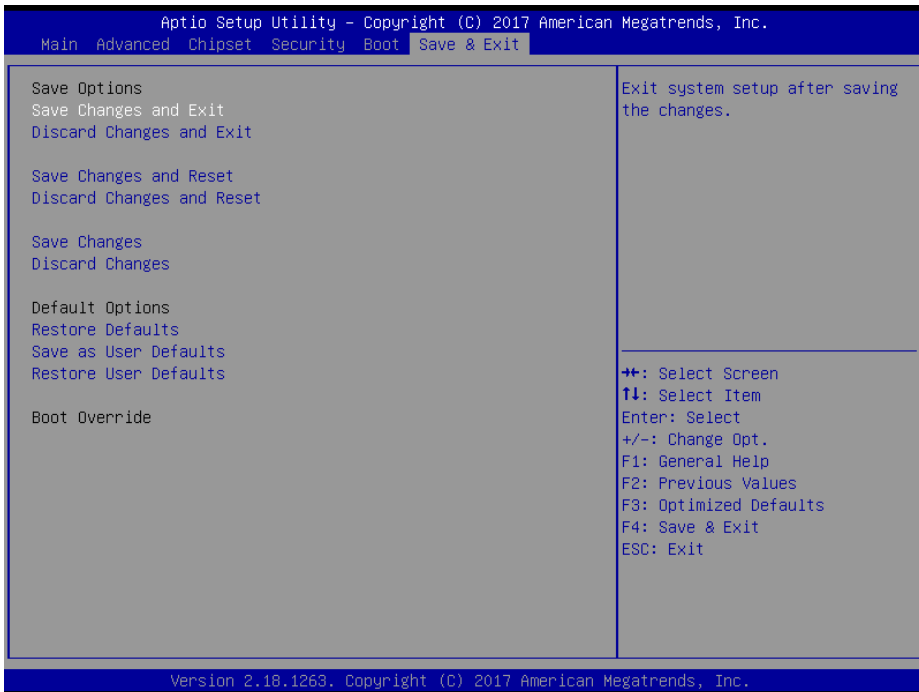 Aptio Setup Utility – Copyright (C) 2017 American Megatrends, Inc.
Main Advanced Chipset Security Boot Save & Exit
Save Options
Save Changes and Exit
Discard Changes and Exit
Save Changes and Reset
Discard Changes and Reset
Save Changes
Discard Changes
Default Options
Restore Defaults
Save as User Defaults
Restore User Defaults
Boot Override
Exit system setup after saving
the changes.
→←: Select Screen
↑↓: Select Item
Enter: Select
+/-: Change Opt.
F1: General Help
F2: Previous Values
F3: Optimized Defaults
F4: Save & Exit
ESC: Exit
Version 2.18.1263. Copyright (C) 2017 American Megatrends, Inc.